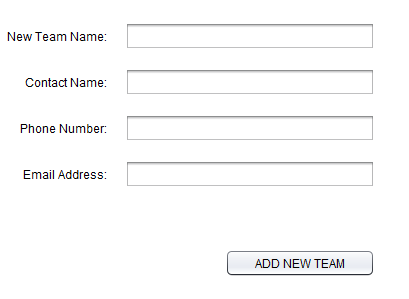 New Team Name:
Contact Name:
Phone Number:
Email Address:
ADD NEW TEAM